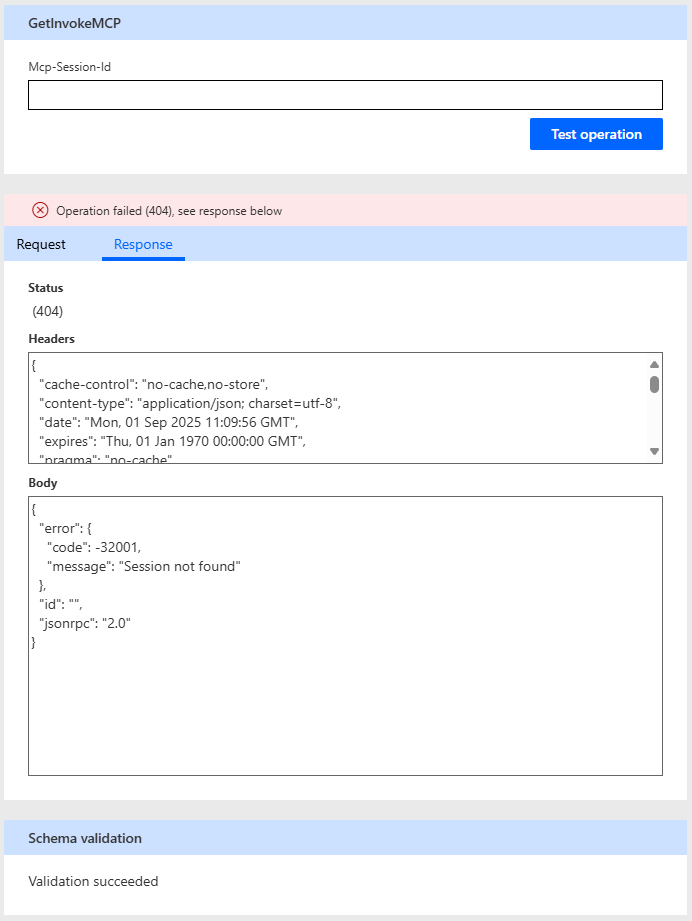 GetInvokeMCP
Mcp-Session-Id
Test operation
Operation failed (404), see response below
Request Response
Status
(404)
Headers
{
"cache-control": "no-cache,no-store",
"content-type": "application/json; charset=utf-8",
"date": "Mon, 01 Sep 2025 11:09:56 GMT",
"expires": "Thu, 01 Jan 1970 00:00:00 GMT",
"pragma": "no-cache"
Body
{
"error": {
"code": -32001,
"message": "Session not found"
},
"id": "",
"jsonrpc": "2.0"
}
Schema validation
Validation succeeded